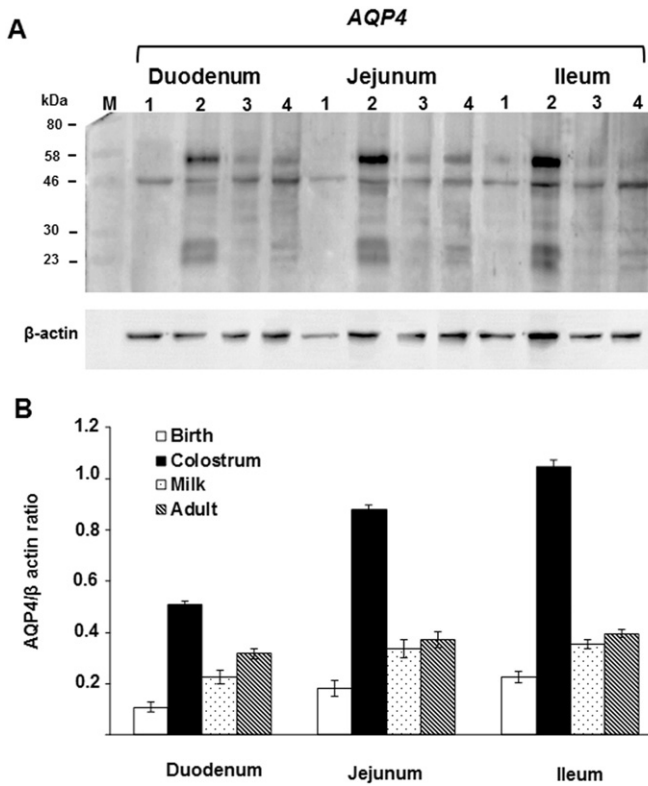 A
AQP4
Duodenum Jejunum Ileum
kDa M 1 2 3 4 1 2 3 4 1 2 3 4
80
58
46
30
23
β-actin
B
1.2
1.0
0.8
0.6
0.4
0.2
AQP4/β actin ratio
Birth
Colostrum
Milk
Adult
Duodenum Jejunum Ileum